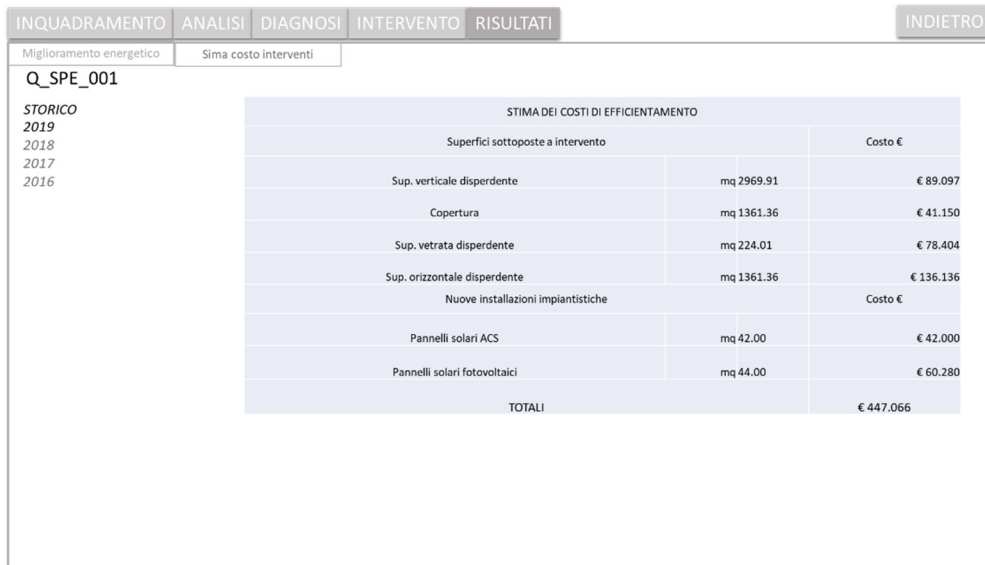 INQUADRAMENTO ANALISI DIAGNOSI INTERVENTO RISULTATI INDIETRO
Miglioramento energetico Sima costo interventi
Q_SPE_001
STORICO
2019
2018
2017
2016
STIMA DEI COSTI DI EFFICIENTAMENTO
Superfici sottoposte a intervento Costo €
Sup. verticale disperdente mq 2969.91 € 89.097
Copertura mq 1361.36 € 41.150
Sup. vetrata disperdente mq 224.01 € 78.404
Sup. orizzontale disperdente mq 1361.36 € 136.136
Nuove installazioni impiantistiche Costo €
Pannelli solari ACS mq 42.00 € 42.000
Pannelli solari fotovoltaici mq 44.00 € 60.280
TOTALI € 447.066